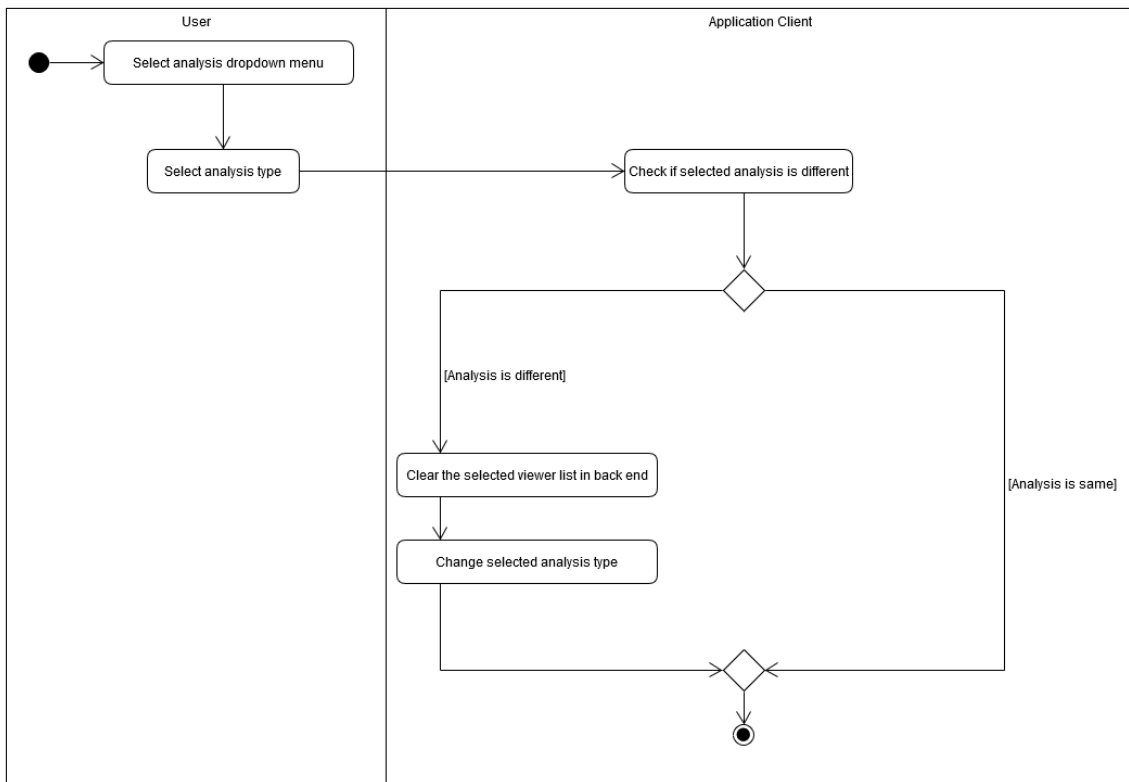 User
Application Client
Select analysis dropdown menu
Select analysis type
Check if selected analysis is different
[Analysis is different]
Clear the selected viewer list in back end
[Analysis is same]
Change selected analysis type